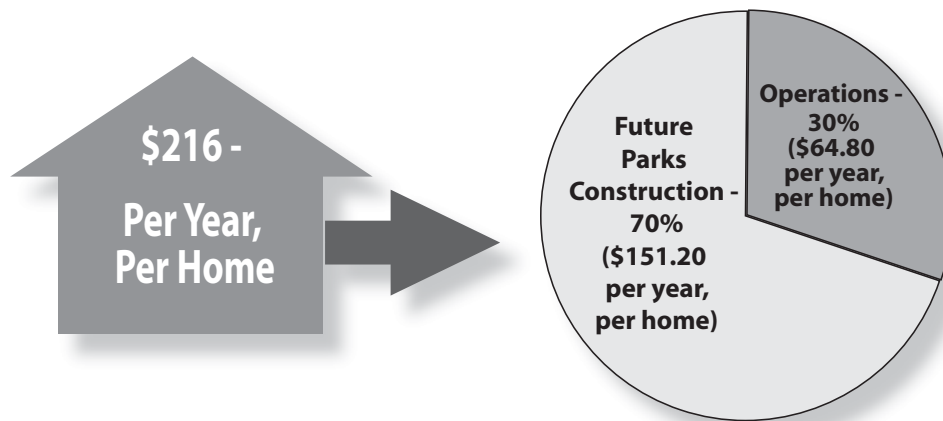 $216 -
Per Year,
Per Home
Future
Parks
Construction -
70%
($151.20
per year,
per home)
Operations -
30%
($64.80
per year,
per home)